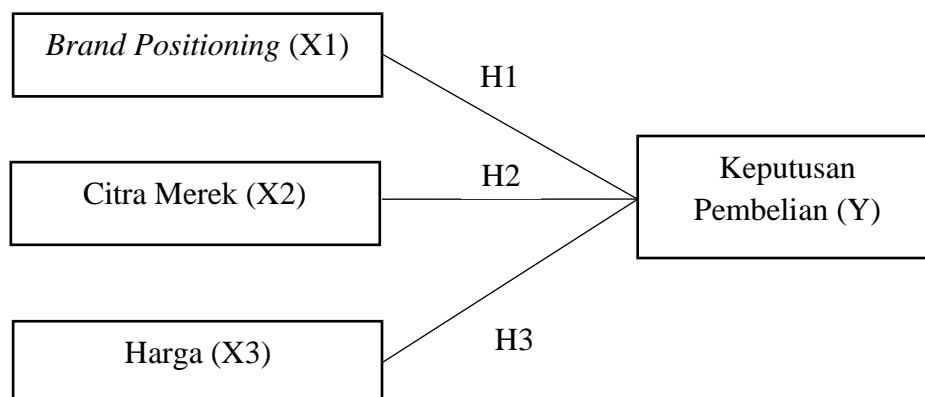 Brand Positioning (X1)
H1
Citra Merek (X2)
H2
Keputusan
Pembelian (Y)
Harga (X3)
H3